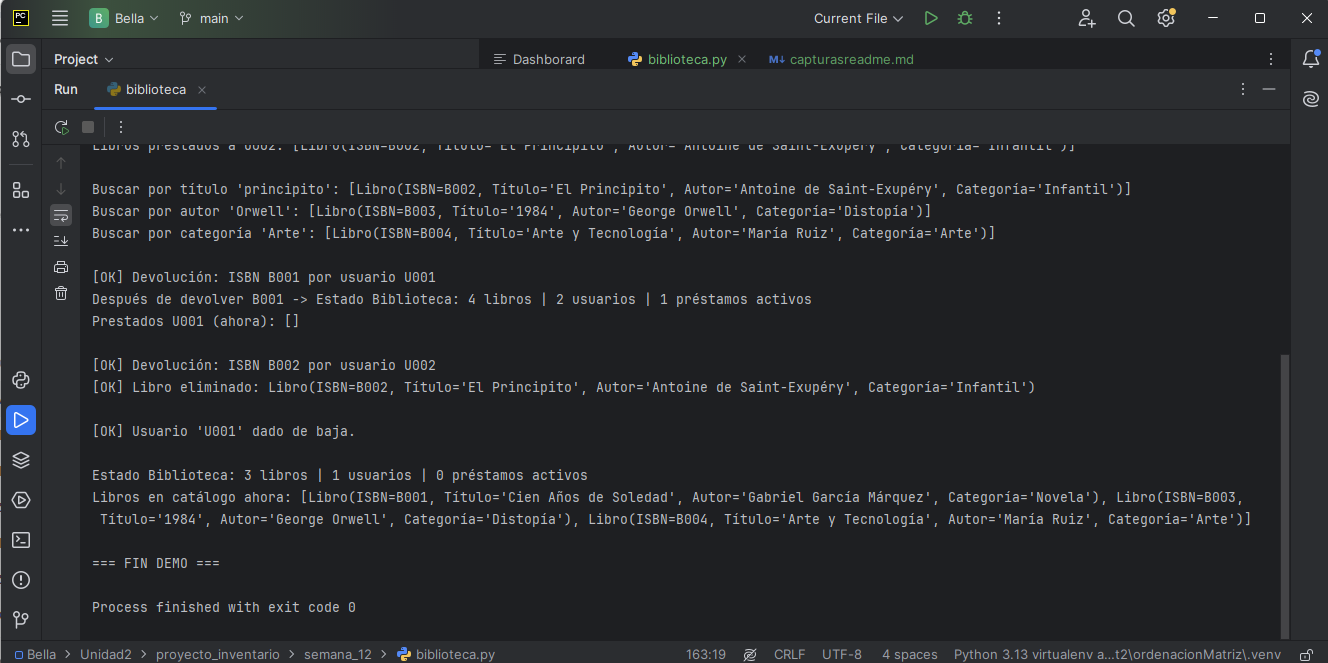 PC
B Bella main Current File
Project Dashborard biblioteca.py M↓ capturasreadme.md
Run biblioteca
Libros prestados a U002: [Libro(ISBN=B002, Título='El Principito', Autor='Antoine de Saint-Exupéry', Categoría='Infantil')]
Buscar por título 'principito': [Libro(ISBN=B002, Título='El Principito', Autor='Antoine de Saint-Exupéry', Categoría='Infantil')]
Buscar por autor 'Orwell': [Libro(ISBN=B003, Título='1984', Autor='George Orwell', Categoría='Distopía')]
Buscar por categoría 'Arte': [Libro(ISBN=B004, Título='Arte y Tecnología', Autor='María Ruiz', Categoría='Arte')]
[OK] Devolución: ISBN B001 por usuario U001
Después de devolver B001 -> Estado Biblioteca: 4 libros | 2 usuarios | 1 préstamos activos
Prestados U001 (ahora): []
[OK] Devolución: ISBN B002 por usuario U002
[OK] Libro eliminado: Libro(ISBN=B002, Título='El Principito', Autor='Antoine de Saint-Exupéry', Categoría='Infantil')
[OK] Usuario 'U001' dado de baja.
Estado Biblioteca: 3 libros | 1 usuarios | 0 préstamos activos
Libros en catálogo ahora: [Libro(ISBN=B001, Título='Cien Años de Soledad', Autor='Gabriel García Márquez', Categoría='Novela'), Libro(ISBN=B003,
Título='1984', Autor='George Orwell', Categoría='Distopía'), Libro(ISBN=B004, Título='Arte y Tecnología', Autor='María Ruiz', Categoría='Arte')]
=== FIN DEMO ===
Process finished with exit code 0
Bella > Unidad2 > proyecto_inventario > semana_12 > biblioteca.py 163:19 CRLF UTF-8 4 spaces Python 3.13 virtualenv a...t2\ordenacionMatriz\.venv